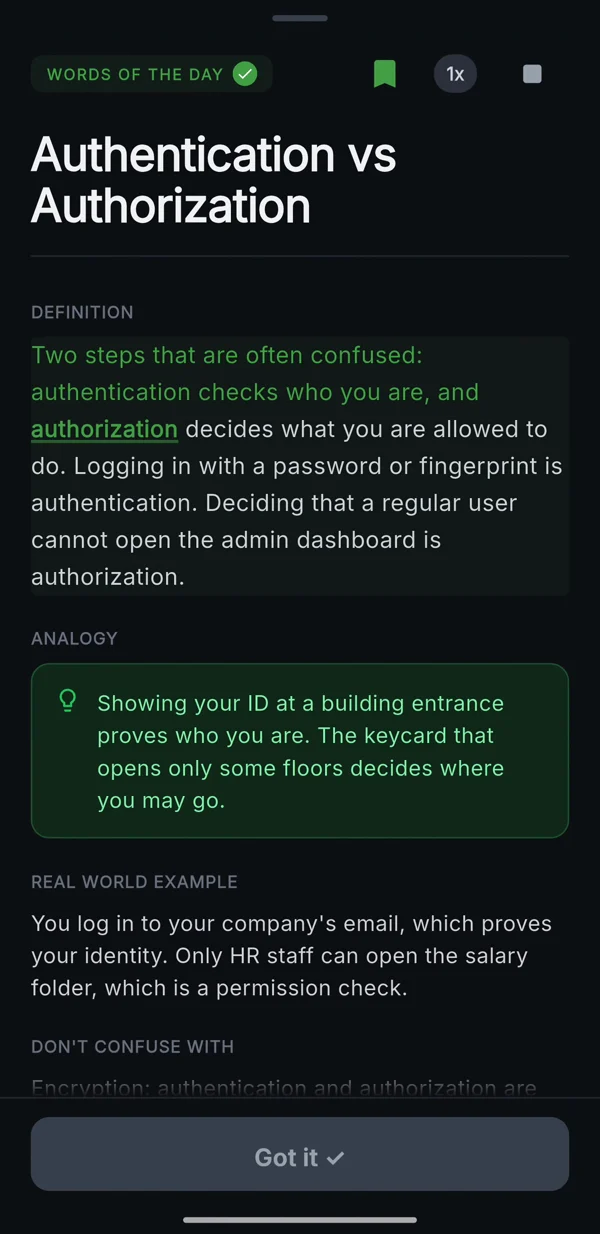 WORDS OF THE DAY
1x
Authentication vs
Authorization
DEFINITION
Two steps that are often confused:
authentication checks who you are, and
authorization decides what you are allowed to
do. Logging in with a password or fingerprint is
authentication. Deciding that a regular user
cannot open the admin dashboard is
authorization.
ANALOGY
Showing your ID at a building entrance
proves who you are. The keycard that
opens only some floors decides where
you may go.
REAL WORLD EXAMPLE
You log in to your company's email, which proves
your identity. Only HR staff can open the salary
folder, which is a permission check.
DON'T CONFUSE WITH
Encryption: authentication and authorization are
Got it ✓